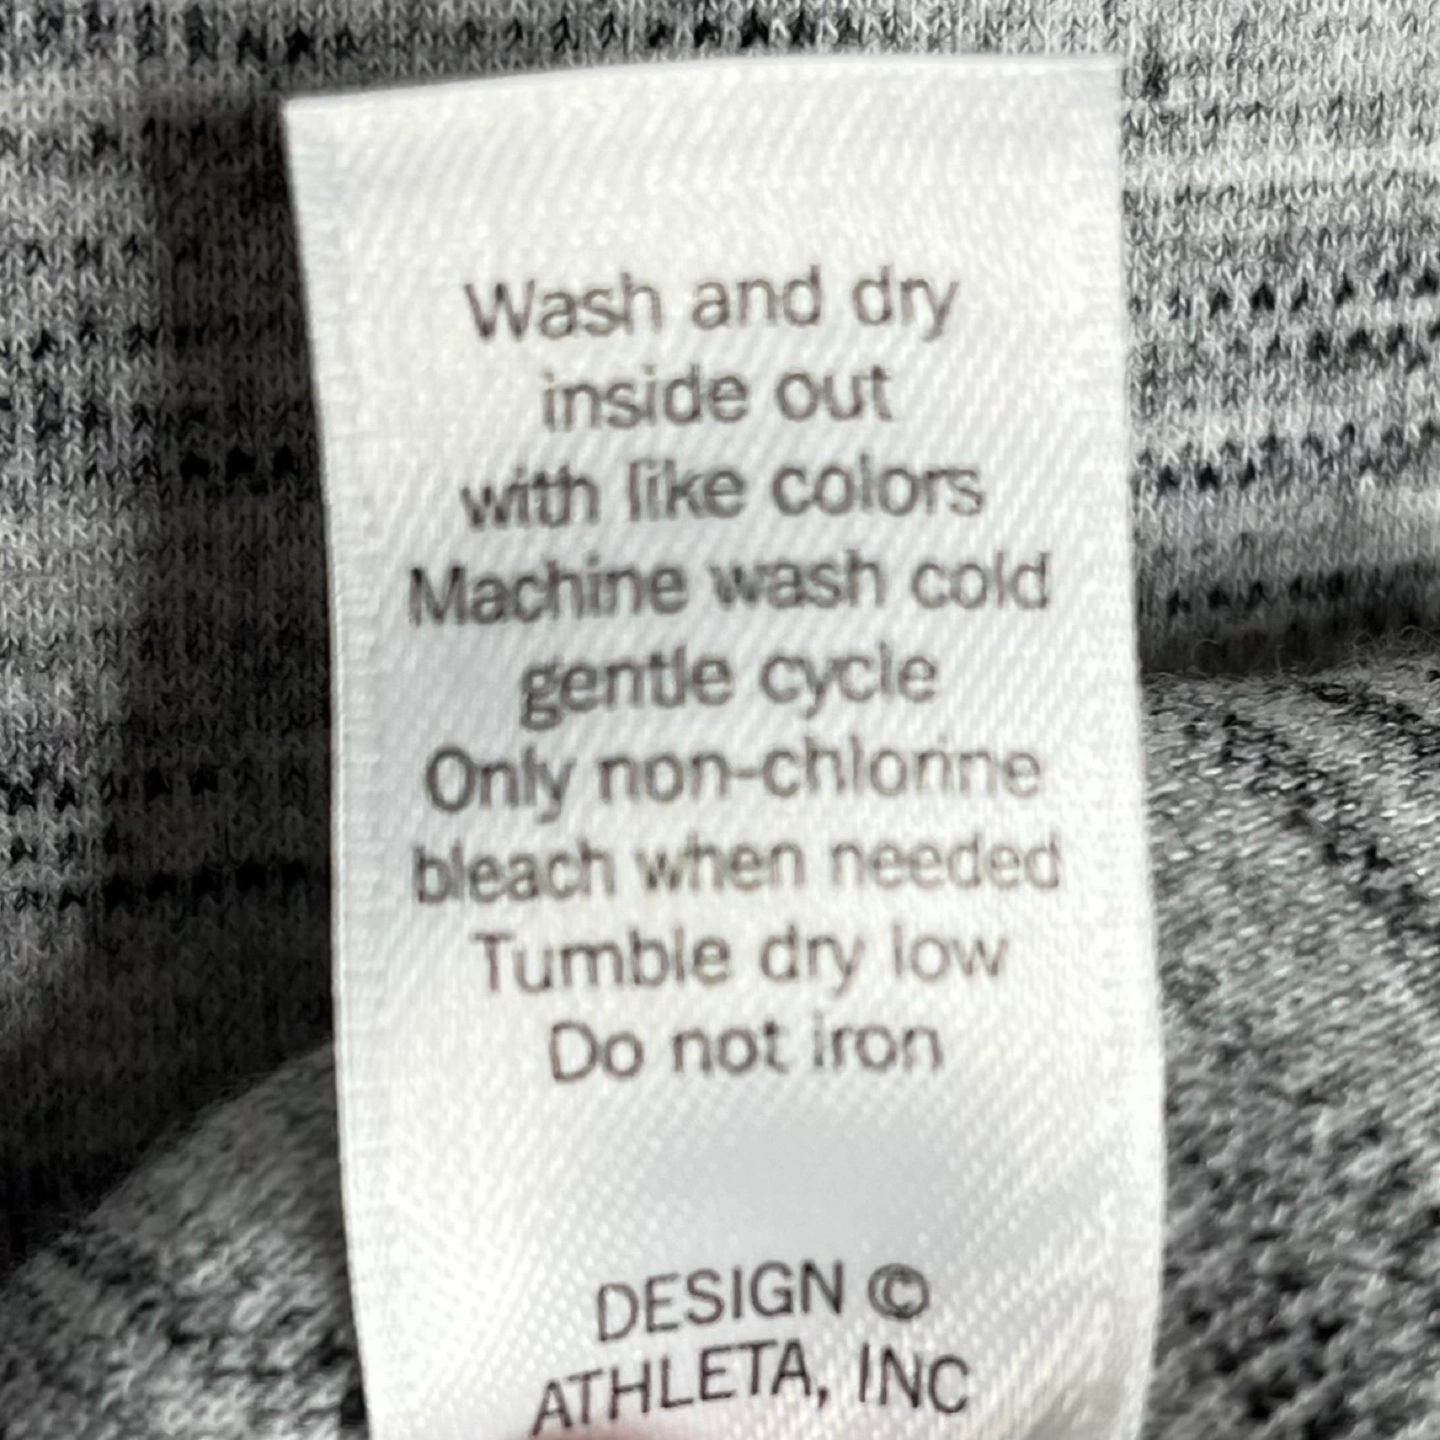 Wash and dry
inside out
with like colors
Machine wash cold
gentle cycle
Only non-chlorine
bleach when needed
Tumble dry low
Do not iron
DESIGN ©
ATHLETA, INC